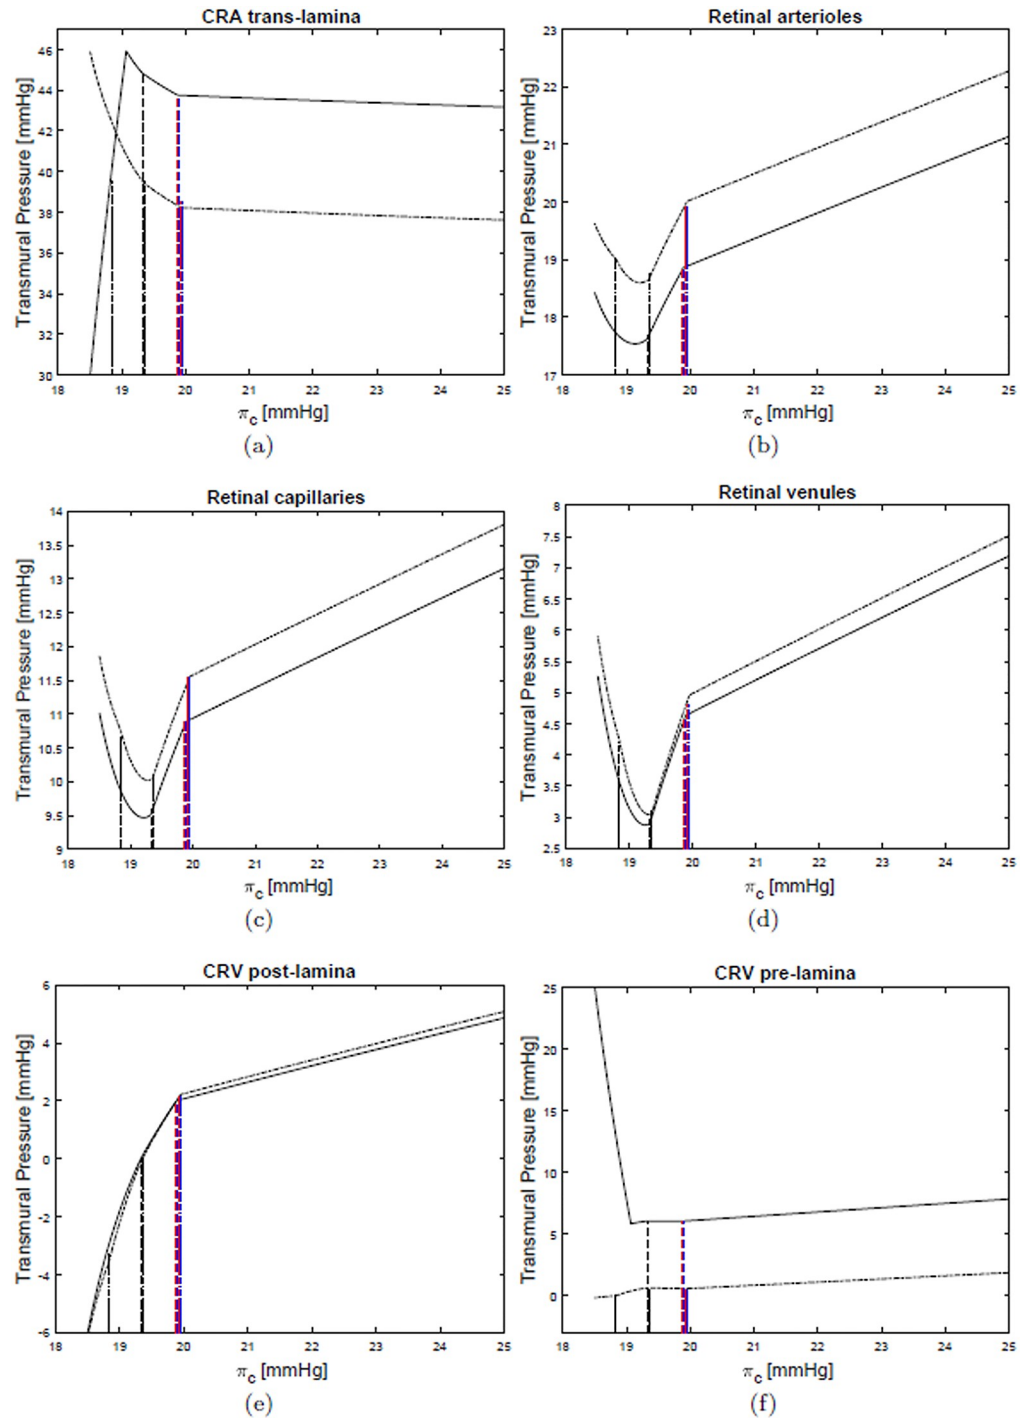 CRA trans-lamina
Transmural Pressure [mmHg]
46
44
42
40
38
36
34
32
30
18 19 20 21 22 23 24 25
π_c [mmHg]
(a)
Retinal arterioles
Transmural Pressure [mmHg]
23
22
21
20
19
18
17
18 19 20 21 22 23 24 25
π_c [mmHg]
(b)
Retinal capillaries
Transmural Pressure [mmHg]
14
13.5
13
12.5
12
11.5
11
10.5
10
9.5
9
18 19 20 21 22 23 24 25
π_c [mmHg]
(c)
Retinal venules
Transmural Pressure [mmHg]
8
7.5
7
6.5
6
5.5
5
4.5
4
3.5
3
2.5
18 19 20 21 22 23 24 25
π_c [mmHg]
(d)
CRV post-lamina
Transmural Pressure [mmHg]
6
4
2
0
-2
-4
-6
18 19 20 21 22 23 24 25
π_c [mmHg]
(e)
CRV pre-lamina
Transmural Pressure [mmHg]
25
20
15
10
5
0
18 19 20 21 22 23 24 25
π_c [mmHg]
(f)